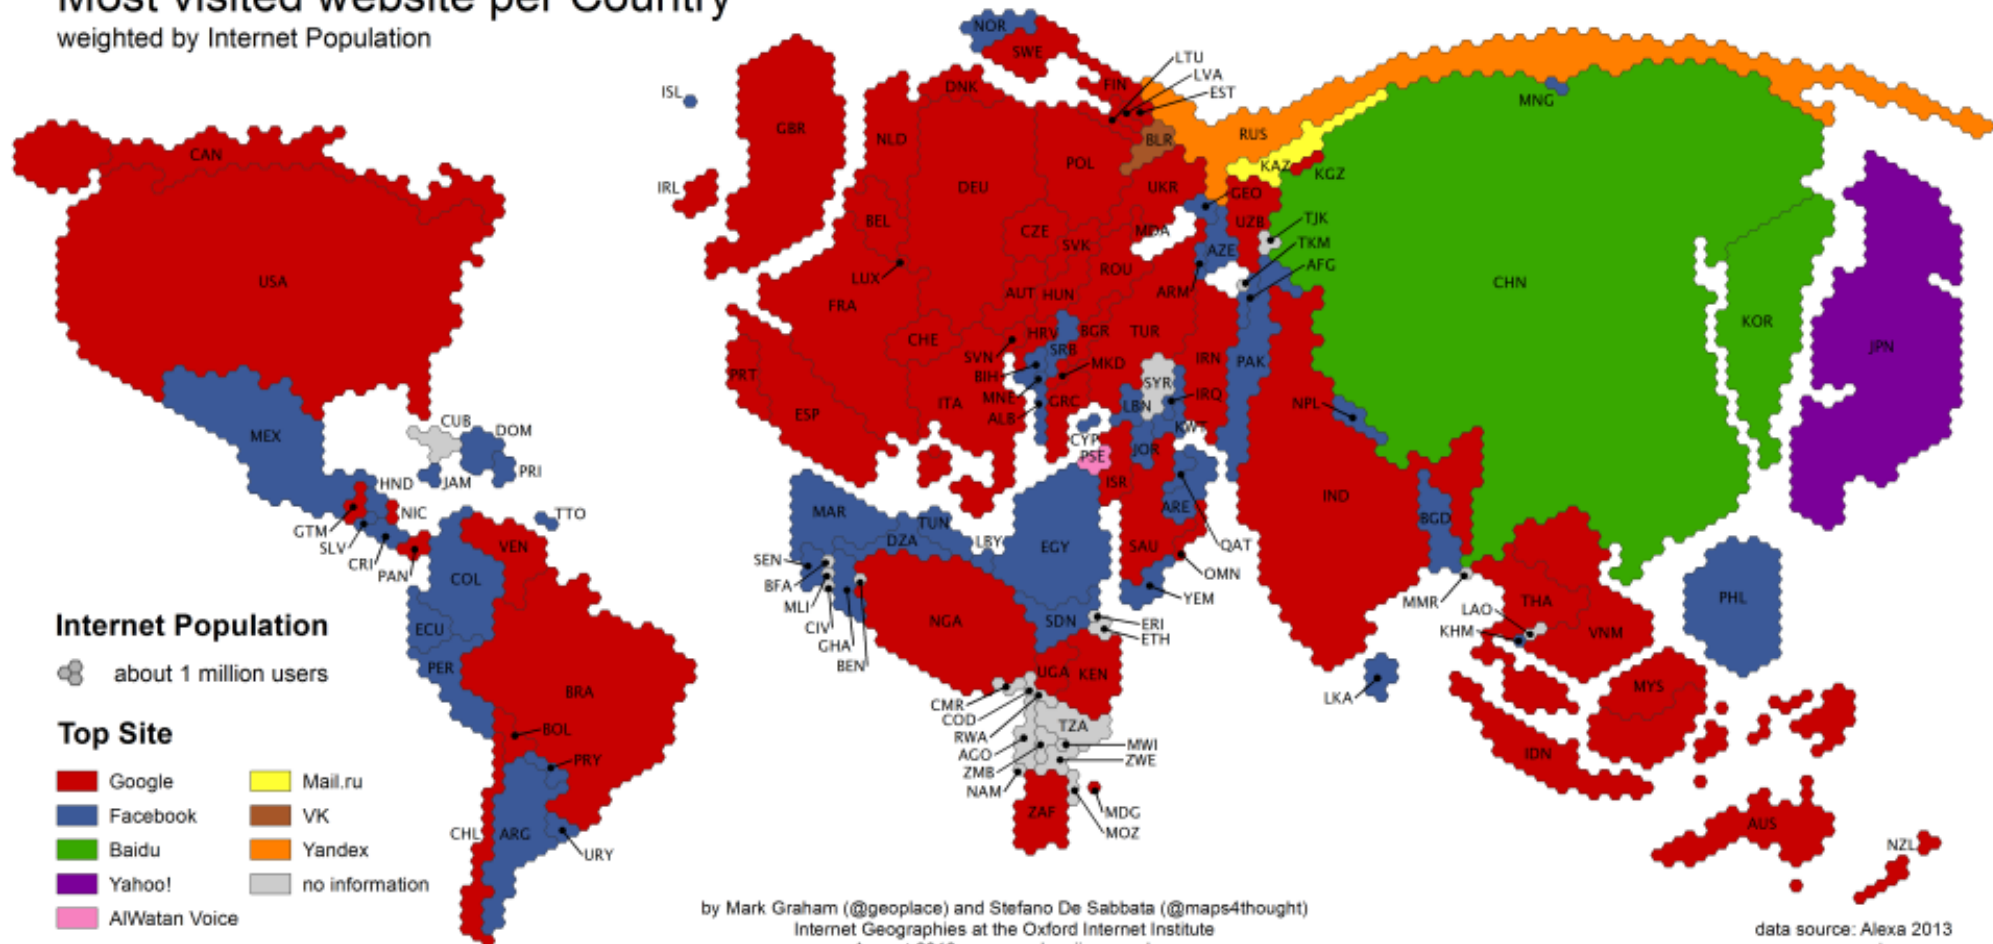 Most visited website per Country
weighted by Internet Population
NOR
SWE
FIN
LTU
LVA
EST
ISL
DNK
GBR
NLD
BLR
RUS
MNG
CAN
POL
KAZ
KGZ
IRL
DEU
UKR
GEO
BEL
UZB
TJK
CZE
SVK
MDA
AZE
TKM
AFG
LUX
ROU
USA
FRA
AUT
HUN
ARM
CHN
KOR
JPN
CHE
HRV
BGR
TUR
SVN
SRB
MKD
IRN
PAK
PRT
BIH
SYR
MNE
IRQ
NPL
ESP
ITA
ALB
GRC
LBN
CUB
DOM
MEX
CYP
KWT
PSE
JOR
PRI
HND
JAM
ISR
IND
NIC
GTM
TTO
MAR
TUN
ARE
BGD
SLV
DZA
LBY
EGY
SAU
QAT
VEN
CRI
PAN
SEN
COL
OMN
BFA
YEM
MLI
MMR
LAO
THA
PHL
CIV
GHA
BEN
NGA
SDN
ERI
ETH
KHM
VNM
ECU
PER
UGA
KEN
LKA
MYS
BRA
CMR
COD
RWA
TZA
BOL
AGO
MWI
PRY
ZMB
ZWE
IDN
NAM
ZAF
MDG
MOZ
CHL
ARG
URY
AUS
NZL
Internet Population
about 1 million users
Top Site
Google
Facebook
Baidu
Yahoo!
AlWatan Voice
Mail.ru
VK
Yandex
no information
by Mark Graham (@geoplace) and Stefano De Sabbata (@maps4thought)
Internet Geographies at the Oxford Internet Institute
data source: Alexa 2013